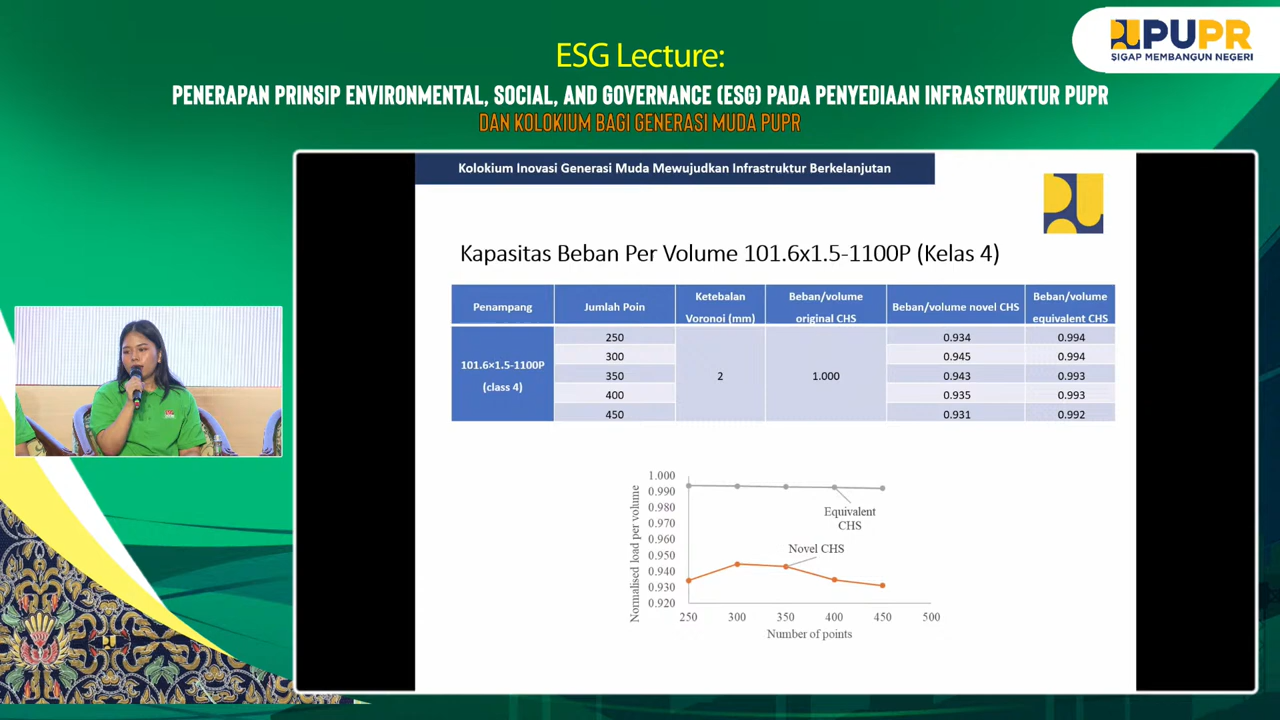 PUPR
SIGAP MEMBANGUN NEGERI
ESG Lecture:
PENERAPAN PRINSIP ENVIRONMENTAL, SOCIAL, AND GOVERNANCE (ESG) PADA PENYEDIAAN INFRASTRUKTUR PUPR
DAN KOLOKIUM BAGI GENERASI MUDA PUPR
Kolokium Inovasi Generasi Muda Mewujudkan Infrastruktur Berkelanjutan
Kapasitas Beban Per Volume 101.6x1.5-1100P (Kelas 4)
Penampang Jumlah Poin Ketebalan Voronoi (mm) Beban/volume original CHS Beban/volume novel CHS Beban/volume equivalent CHS
101.6×1.5-1100P (class 4) 250 2 1.000 0.934 0.994
300 0.945 0.994
350 0.943 0.993
400 0.935 0.993
450 0.931 0.992
Normalised load per volume
1.000
0.990
0.980
0.970
0.960
0.950
0.940
0.930
0.920
Equivalent
CHS
Novel CHS
250 300 350 400 450 500
Number of points